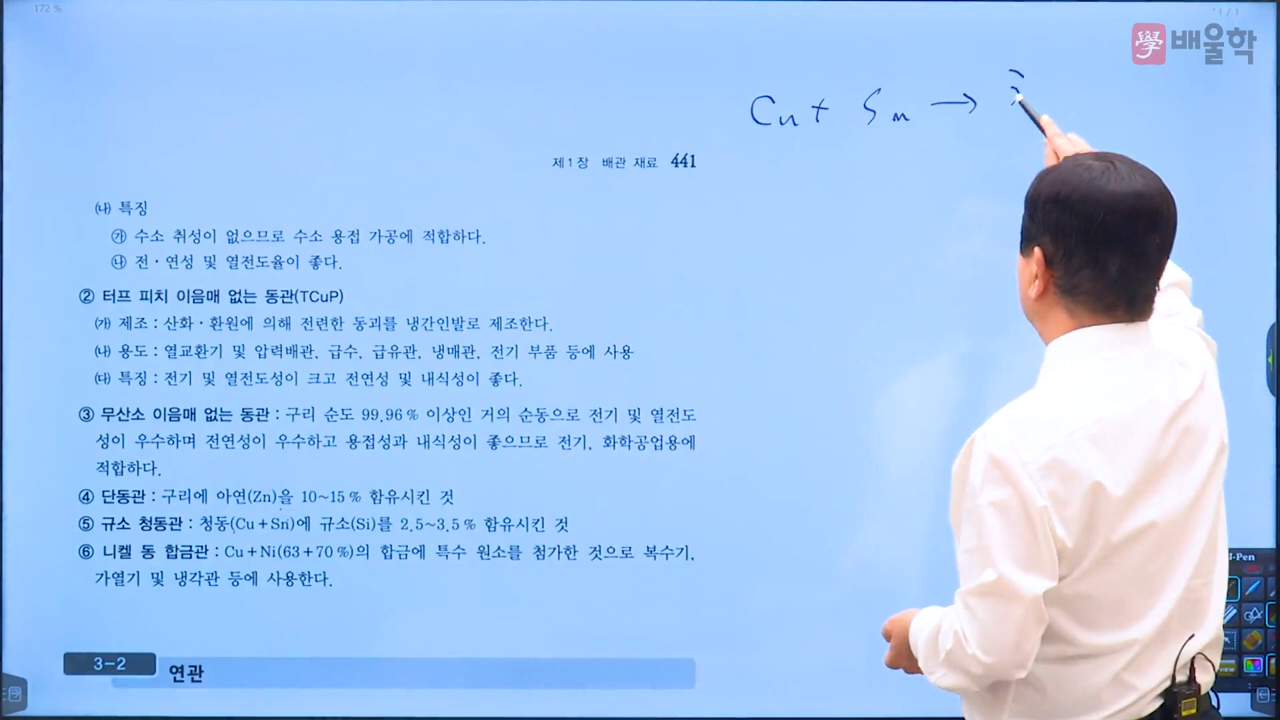 172 %
1 / 1
學 배울학
Cu + Sn →
제1장 배관 재료 441
㈏ 특징
㉮ 수소 취성이 없으므로 수소 용접 가공에 적합하다.
㉯ 전·연성 및 열전도율이 좋다.
② 터프 피치 이음매 없는 동관(TCuP)
㈎ 제조 : 산화·환원에 의해 전련한 동괴를 냉간인발로 제조한다.
㈏ 용도 : 열교환기 및 압력배관, 급수, 급유관, 냉매관, 전기 부품 등에 사용
㈐ 특징 : 전기 및 열전도성이 크고 전연성 및 내식성이 좋다.
③ 무산소 이음매 없는 동관 : 구리 순도 99.96 % 이상인 거의 순동으로 전기 및 열전도
성이 우수하며 전연성이 우수하고 용접성과 내식성이 좋으므로 전기, 화학공업용에
적합하다.
④ 단동관 : 구리에 아연(Zn)을 10~15 % 함유시킨 것
⑤ 규소 청동관 : 청동(Cu+Sn)에 규소(Si)를 2.5~3.5 % 함유시킨 것
⑥ 니켈 동 합금관 : Cu+Ni(63+70 %)의 합금에 특수 원소를 첨가한 것으로 복수기,
가열기 및 냉각관 등에 사용한다.
3-2 연관